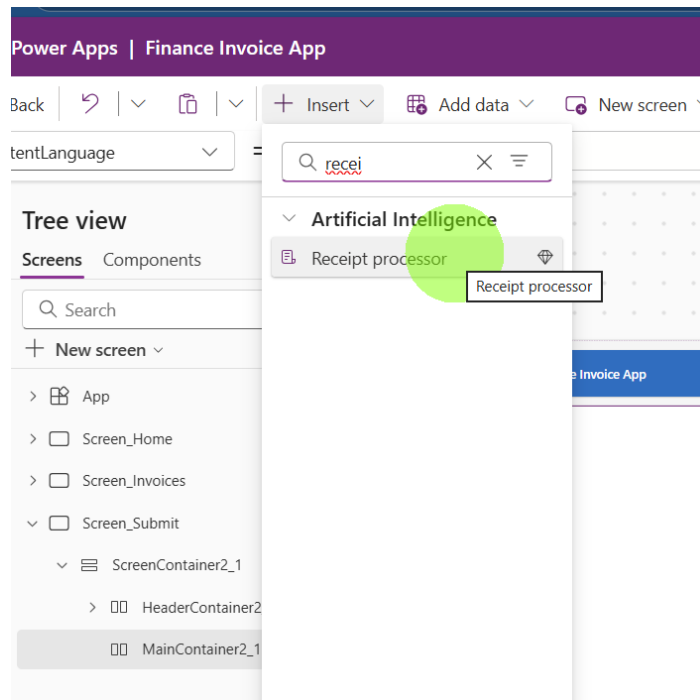 Power Apps | Finance Invoice App
Back
Insert
Add data
New screen
tentLanguage
=
recei
Tree view
Artificial Intelligence
Screens
Components
Receipt processor
Receipt processor
Search
New screen
e Invoice App
App
Screen_Home
Screen_Invoices
Screen_Submit
ScreenContainer2_1
HeaderContainer2
MainContainer2_1